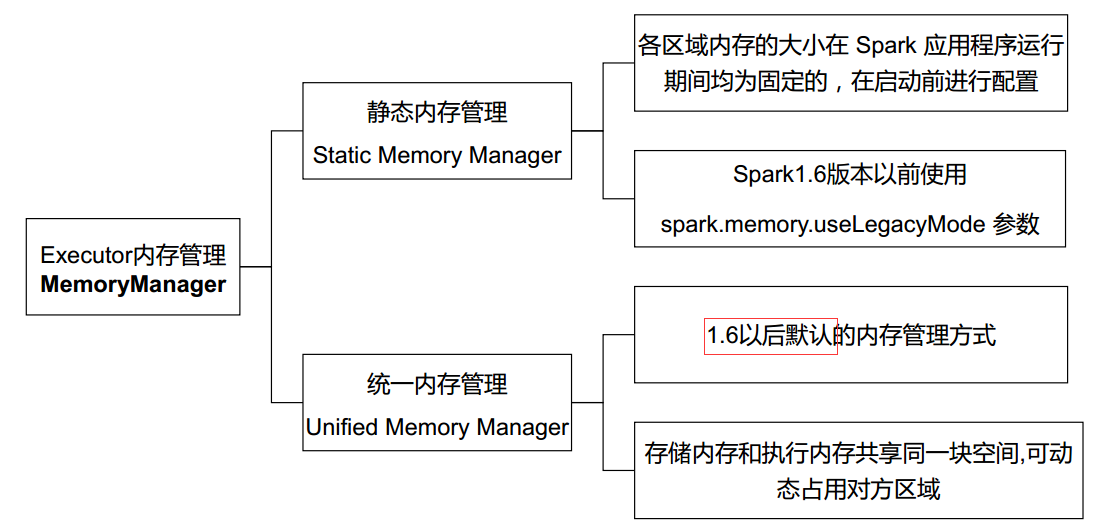 Executor内存管理
MemoryManager
静态内存管理
Static Memory Manager
各区域内存的大小在 Spark 应用程序运行
期间均为固定的，在启动前进行配置
Spark1.6版本以前使用
spark.memory.useLegacyMode 参数
统一内存管理
Unified Memory Manager
1.6以后默认的内存管理方式
存储内存和执行内存共享同一块空间,可动
态占用对方区域